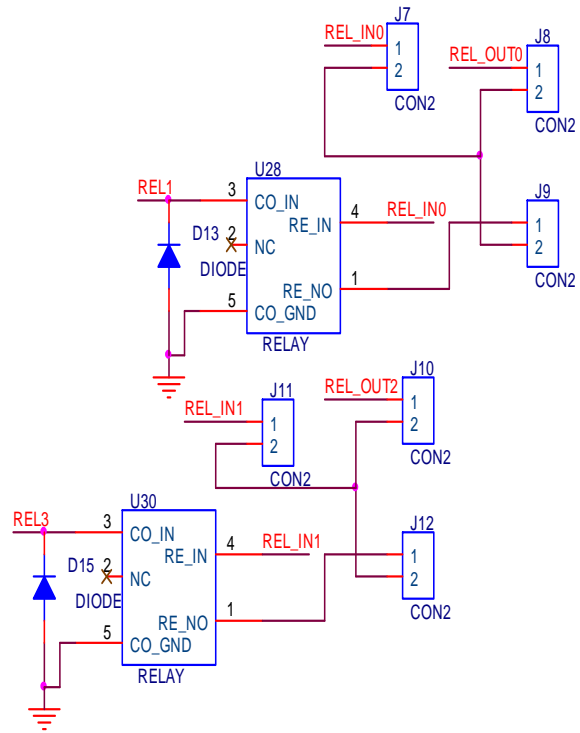 J7
REL_IN0
1
2
CON2
J8
REL_OUT0
1
2
CON2
U28
REL1
3
CO_IN
4
RE_IN
REL_IN0
J9
1
2
CON2
D13
2
NC
DIODE
1
RE_NO
5
CO_GND
RELAY
J11
REL_IN1
1
2
CON2
J10
REL_OUT2
1
2
CON2
U30
REL3
3
CO_IN
4
RE_IN
REL_IN1
J12
1
2
CON2
D15
2
NC
DIODE
1
RE_NO
5
CO_GND
RELAY